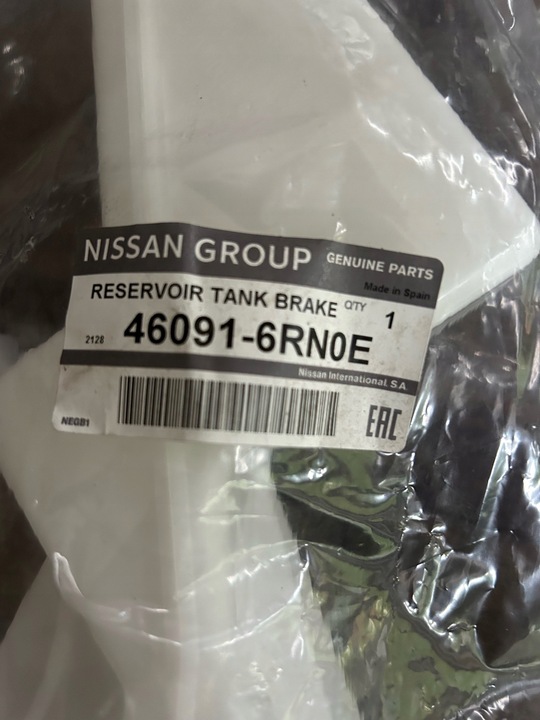 NISSAN GROUP GENUINE PARTS
Made in Spain
RESERVOIR TANK BRAKE QTY 1
2128 46091-6RN0E
Nissan International S.A.
NEGB1 EAC